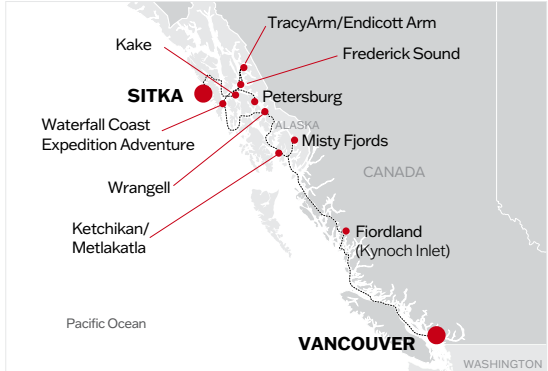 TracyArm/Endicott Arm
Kake
Frederick Sound
SITKA
Petersburg
Waterfall Coast
Expedition Adventure
ALASKA
Misty Fjords
CANADA
Wrangell
Ketchikan/
Metlakatla
Fiordland
(Kynoch Inlet)
Pacific Ocean
VANCOUVER
WASHINGTON